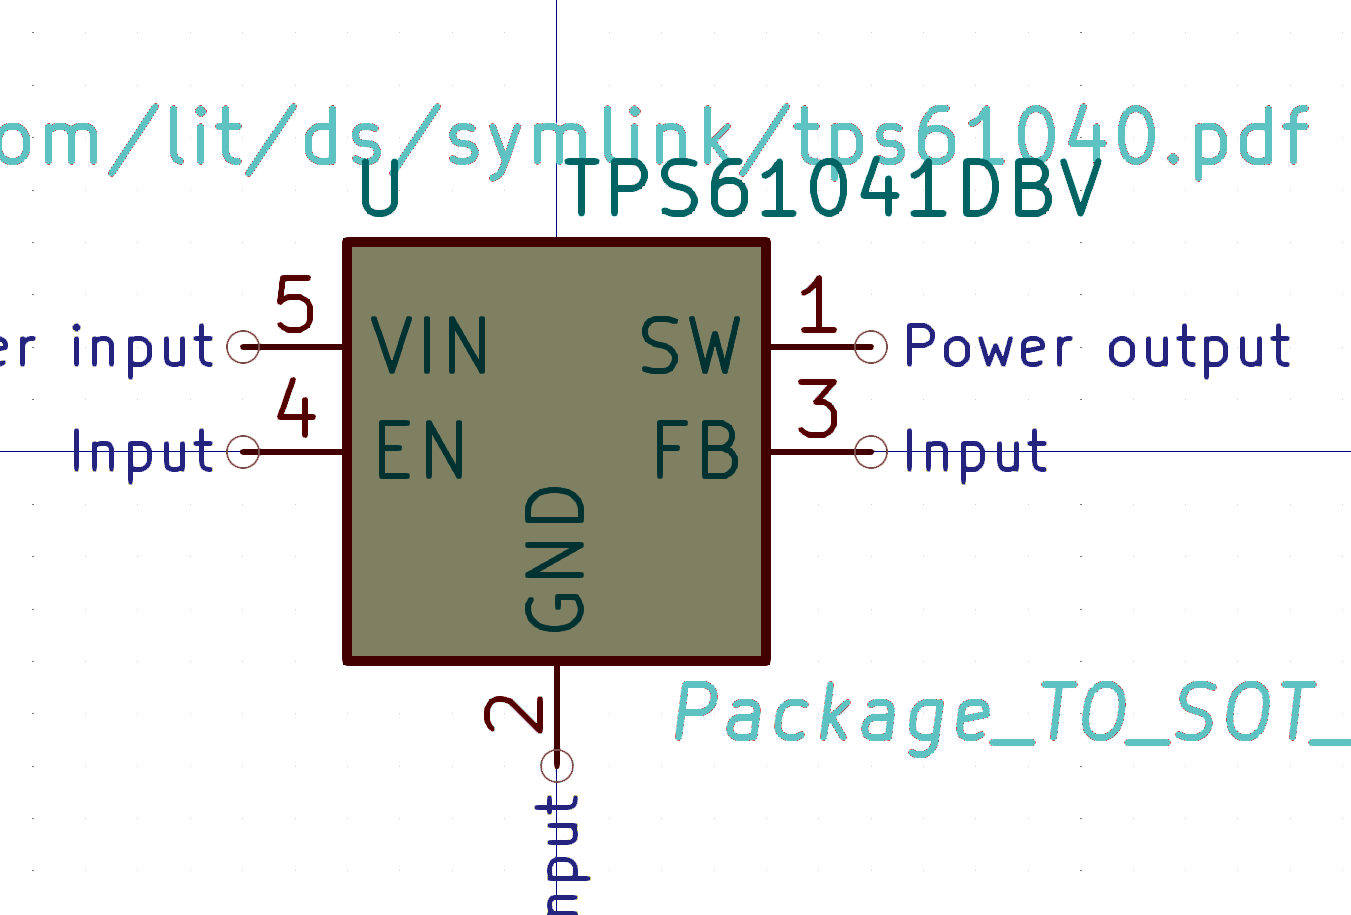 om/lit/ds/symlink/tps61040.pdf
U TPS61041DBV
5 1
er input VIN SW Power output
4 3
Input EN FB Input
GND
2
Package_TO_SOT_
nput